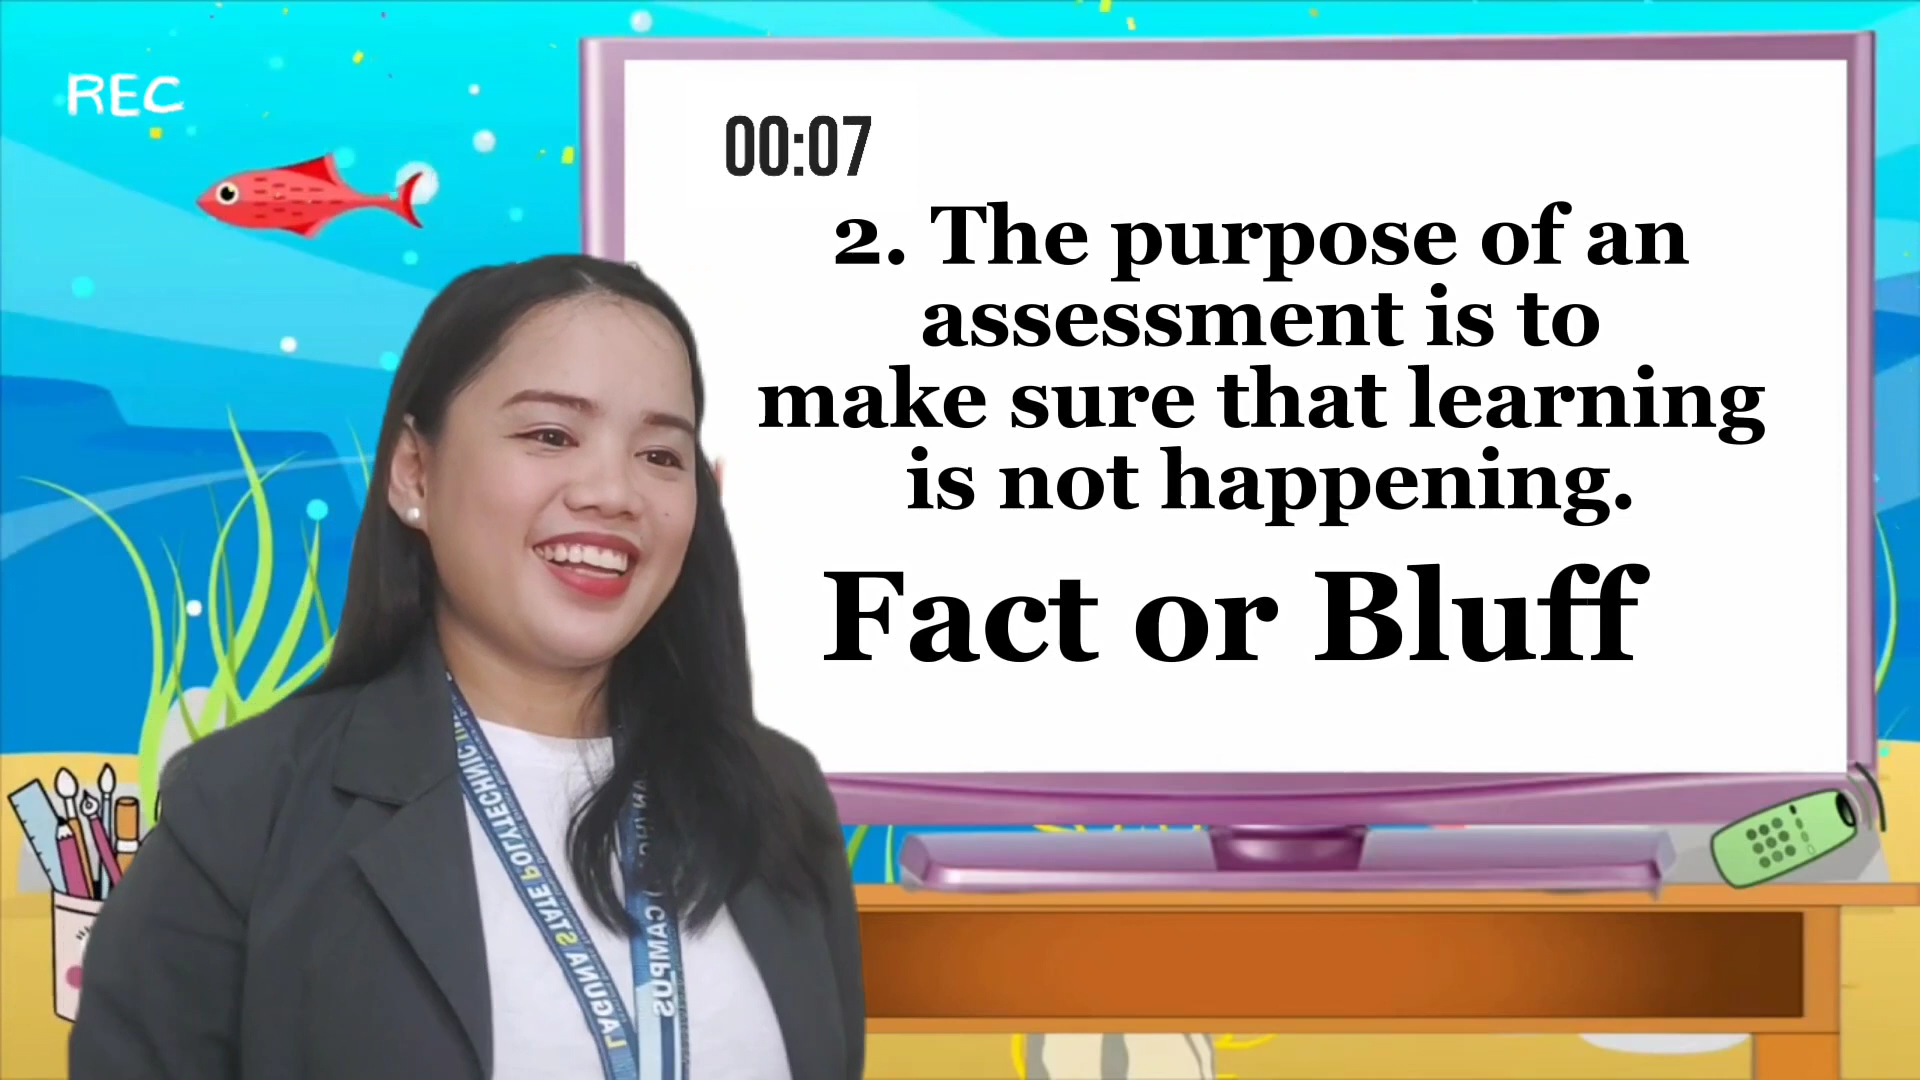 REC
00:07
2. The purpose of an
assessment is to
make sure that learning
is not happening.
Fact or Bluff
LAGUNA STATE POLYTECHNIC
CAMPUS